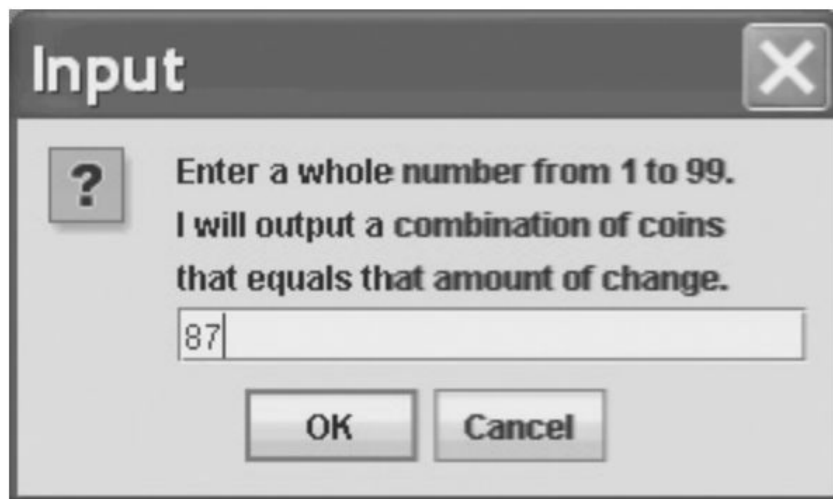 Input
?
Enter a whole number from 1 to 99.
I will output a combination of coins
that equals that amount of change.
87
OK
Cancel